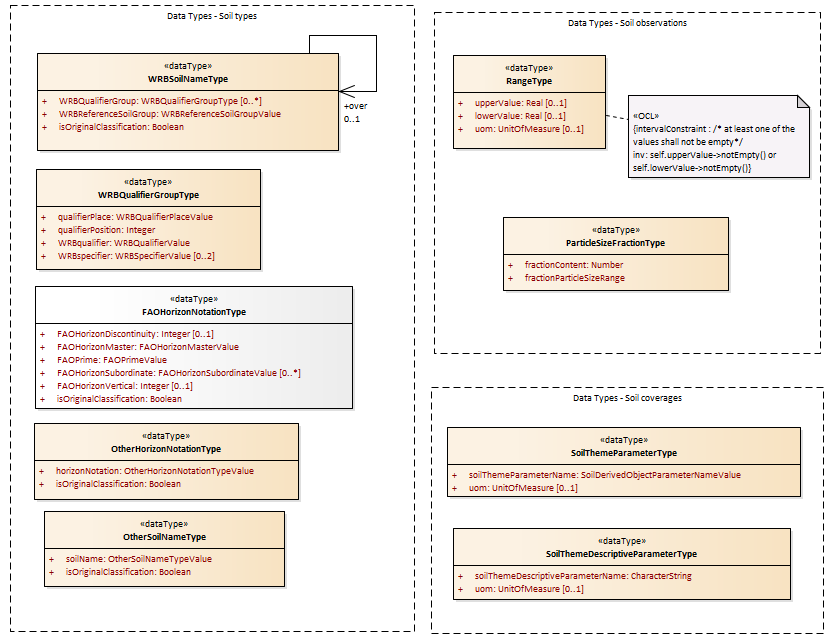 Data Types - Soil types
«dataType»
WRBSoilNameType
+ WRBQualifierGroup: WRBQualifierGroupType [0..*]
+ WRBReferenceSoilGroup: WRBReferenceSoilGroupValue
+ isOriginalClassification: Boolean
+over
0..1
«dataType»
WRBQualifierGroupType
+ qualifierPlace: WRBQualifierPlaceValue
+ qualifierPosition: Integer
+ WRBqualifier: WRBQualifierValue
+ WRBspecifier: WRBSpecifierValue [0..2]
«dataType»
FAOHorizonNotationType
+ FAOHorizonDiscontinuity: Integer [0..1]
+ FAOHorizonMaster: FAOHorizonMasterValue
+ FAOPrime: FAOPrimeValue
+ FAOHorizonSubordinate: FAOHorizonSubordinateValue [0..*]
+ FAOHorizonVertical: Integer [0..1]
+ isOriginalClassification: Boolean
«dataType»
OtherHorizonNotationType
+ horizonNotation: OtherHorizonNotationTypeValue
+ isOriginalClassification: Boolean
«dataType»
OtherSoilNameType
+ soilName: OtherSoilNameTypeValue
+ isOriginalClassification: Boolean
Data Types - Soil observations
«dataType»
RangeType
+ upperValue: Real [0..1]
+ lowerValue: Real [0..1]
+ uom: UnitOfMeasure [0..1]
«OCL»
{intervalConstraint : /* at least one of the
values shall not be empty*/
inv: self.upperValue->notEmpty() or
self.lowerValue->notEmpty()}
«dataType»
ParticleSizeFractionType
+ fractionContent: Number
+ fractionParticleSizeRange
Data Types - Soil coverages
«dataType»
SoilThemeParameterType
+ soilThemeParameterName: SoilDerivedObjectParameterNameValue
+ uom: UnitOfMeasure [0..1]
«dataType»
SoilThemeDescriptiveParameterType
+ soilThemeDescriptiveParameterName: CharacterString
+ uom: UnitOfMeasure [0..1]